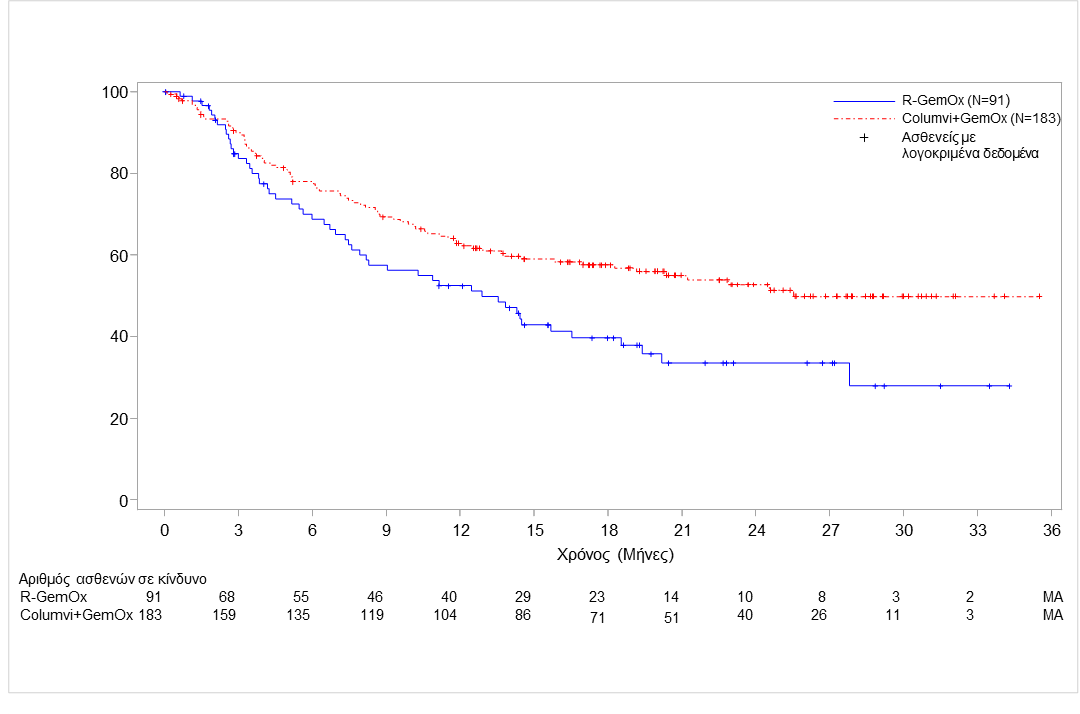 100
80
60
40
20
0
R-GemOx (N=91)
Columvi+GemOx (N=183)
Ασθενείς με
λογοκριμένα δεδομένα
0 3 6 9 12 15 18 21 24 27 30 33 36
Χρόνος (Μήνες)
Αριθμός ασθενών σε κίνδυνο
R-GemOx 91 68 55 46 40 29 23 14 10 8 3 2 ΜΑ
Columvi+GemOx 183 159 135 119 104 86 71 51 40 26 11 3 ΜΑ